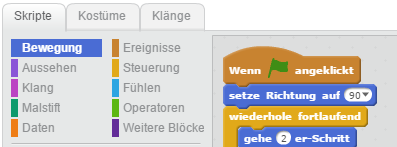 Skripte Kostüme Klänge
Bewegung Ereignisse
Aussehen Steuerung
Klang Fühlen
Malstift Operatoren
Daten Weitere Blöcke
Wenn angeklickt
setze Richtung auf 90
wiederhole fortlaufend
gehe 2 er-Schritt